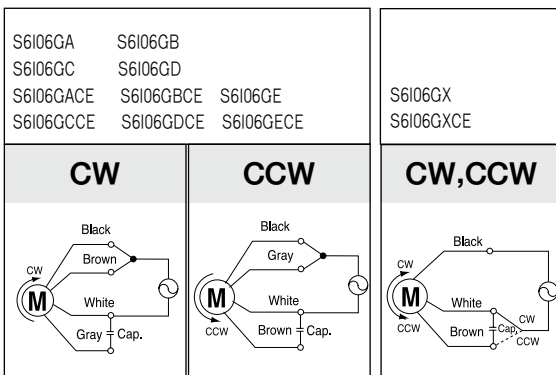 S6I06GA S6I06GB
S6I06GC S6I06GD
S6I06GACE S6I06GBCE S6I06GE
S6I06GCCE S6I06GDCE S6I06GECE
S6I06GX
S6I06GXCE
CW
CCW
CW,CCW
Black
Brown
CW
M
White
Gray Cap.
Black
Gray
M
White
CCW
Brown Cap.
Black
CW
M
White
CW
CCW
Brown Cap.
CCW